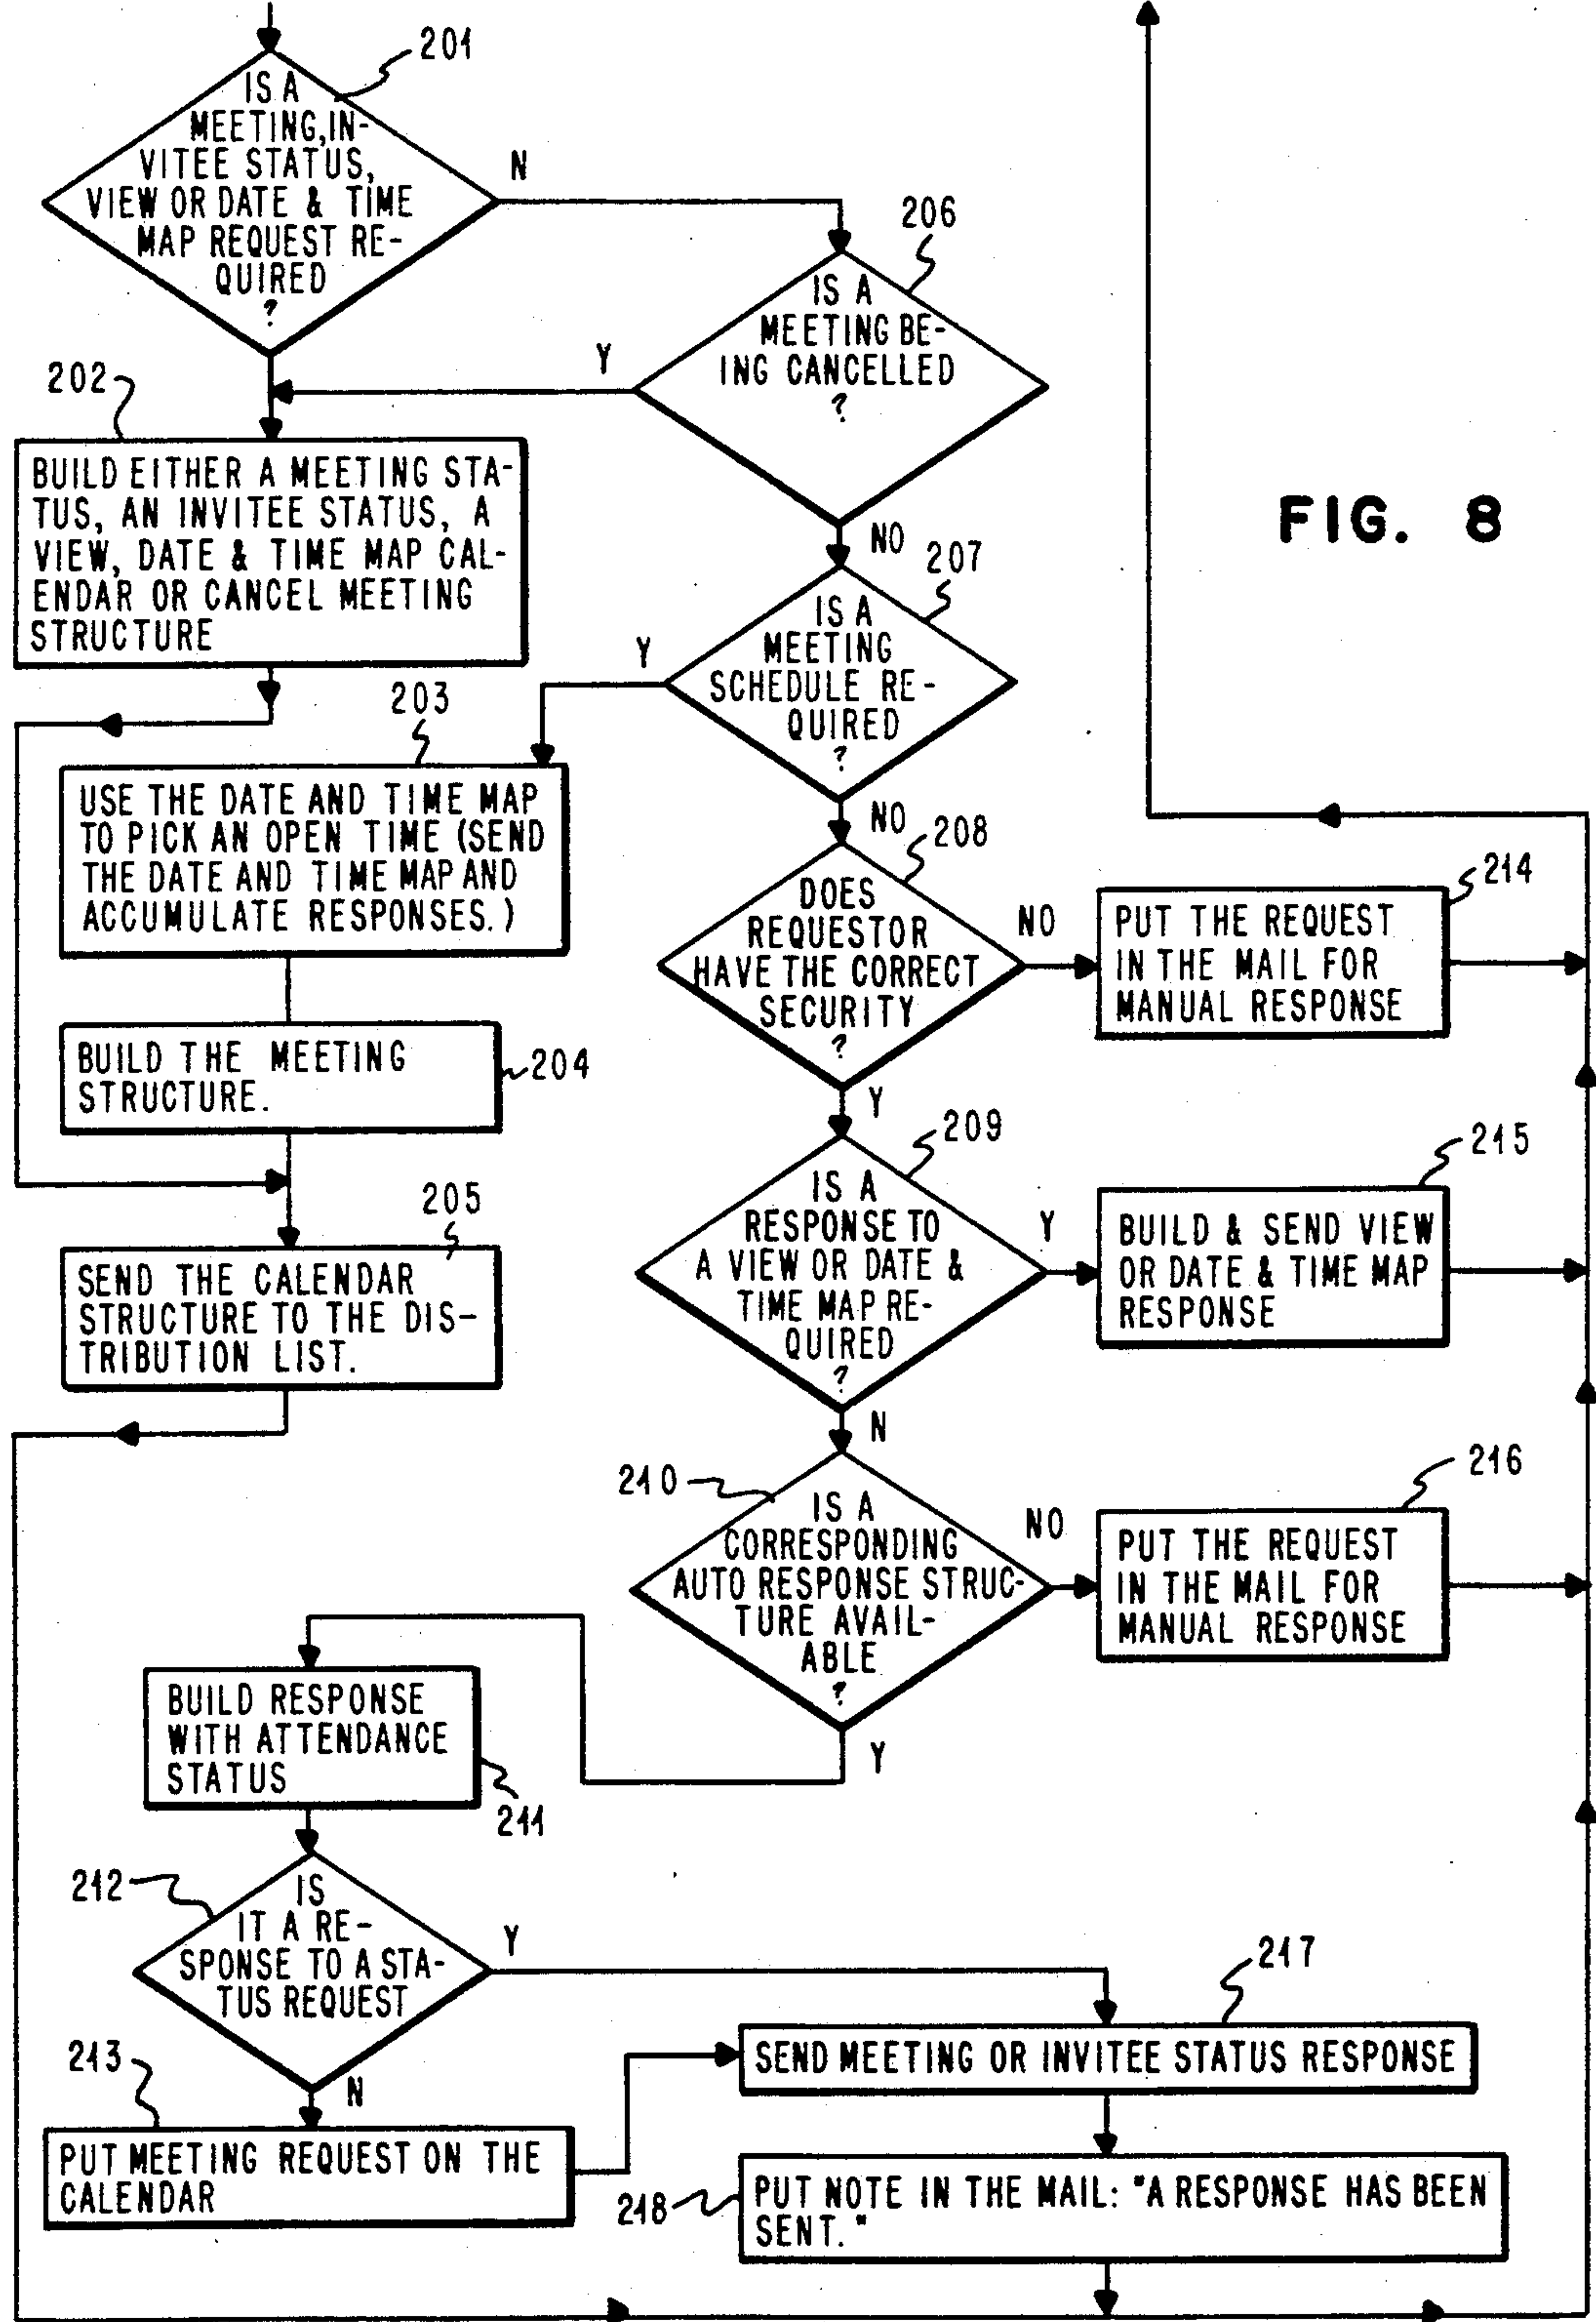 201
IS A
MEETING, IN-
VITEE STATUS,
VIEW OR DATE & TIME
MAP REQUEST RE-
QUIRED
?
N
206
IS A
MEETING BE-
ING CANCELLED
?
Y
NO
202
BUILD EITHER A MEETING STA-
TUS, AN INVITEE STATUS, A
VIEW, DATE & TIME MAP CAL-
ENDAR OR CANCEL MEETING
STRUCTURE
FIG. 8
207
IS A
MEETING
SCHEDULE RE-
QUIRED
?
Y
NO
203
USE THE DATE AND TIME MAP
TO PICK AN OPEN TIME (SEND
THE DATE AND TIME MAP AND
ACCUMULATE RESPONSES.)
208
DOES
REQUESTOR
HAVE THE CORRECT
SECURITY
?
NO
Y
214
PUT THE REQUEST
IN THE MAIL FOR
MANUAL RESPONSE
BUILD THE MEETING
STRUCTURE.
204
209
IS A
RESPONSE TO
A VIEW OR DATE &
TIME MAP RE-
QUIRED
?
Y
N
215
BUILD & SEND VIEW
OR DATE & TIME MAP
RESPONSE
205
SEND THE CALENDAR
STRUCTURE TO THE DIS-
TRIBUTION LIST.
210
IS A
CORRESPONDING
AUTO RESPONSE STRUC-
TURE AVAIL-
ABLE
?
NO
Y
216
PUT THE REQUEST
IN THE MAIL FOR
MANUAL RESPONSE
BUILD RESPONSE
WITH ATTENDANCE
STATUS
211
212
IS
IT A RE-
SPONSE TO A STA-
TUS REQUEST
Y
N
217
SEND MEETING OR INVITEE STATUS RESPONSE
213
PUT MEETING REQUEST ON THE
CALENDAR
218
PUT NOTE IN THE MAIL: "A RESPONSE HAS BEEN
SENT."